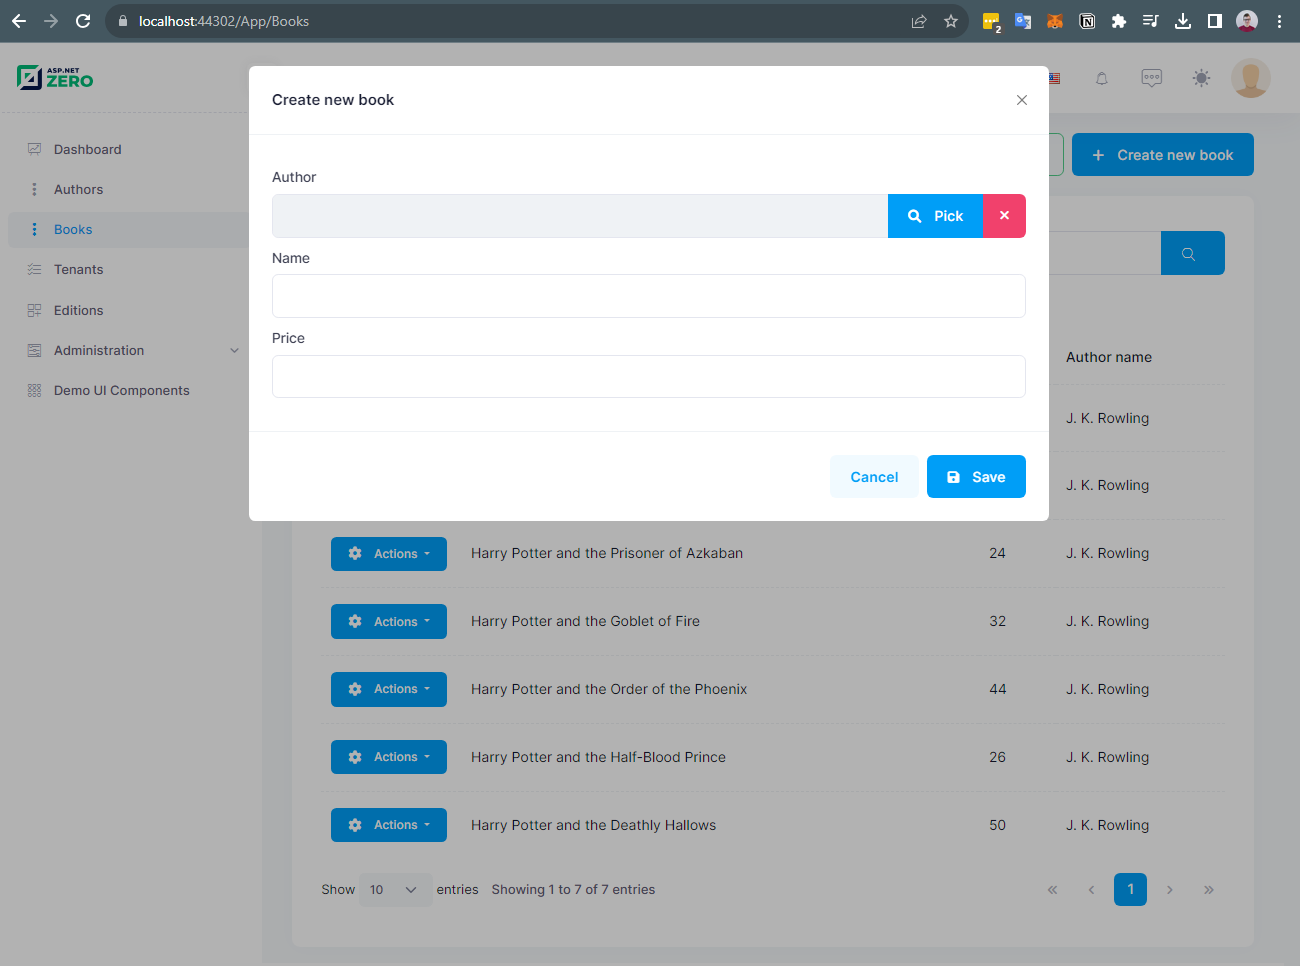 localhost:44302/App/Books
2
ASP.NET
ZERO
Dashboard
Authors
Books
Tenants
Editions
Administration
Demo UI Components
Create new book
Create new book
Author
Pick
Name
Price
Cancel
Save
Author name
J. K. Rowling
J. K. Rowling
Actions Harry Potter and the Prisoner of Azkaban 24 J. K. Rowling
Actions Harry Potter and the Goblet of Fire 32 J. K. Rowling
Actions Harry Potter and the Order of the Phoenix 44 J. K. Rowling
Actions Harry Potter and the Half-Blood Prince 26 J. K. Rowling
Actions Harry Potter and the Deathly Hallows 50 J. K. Rowling
Show 10 entries Showing 1 to 7 of 7 entries « ‹ 1 › »